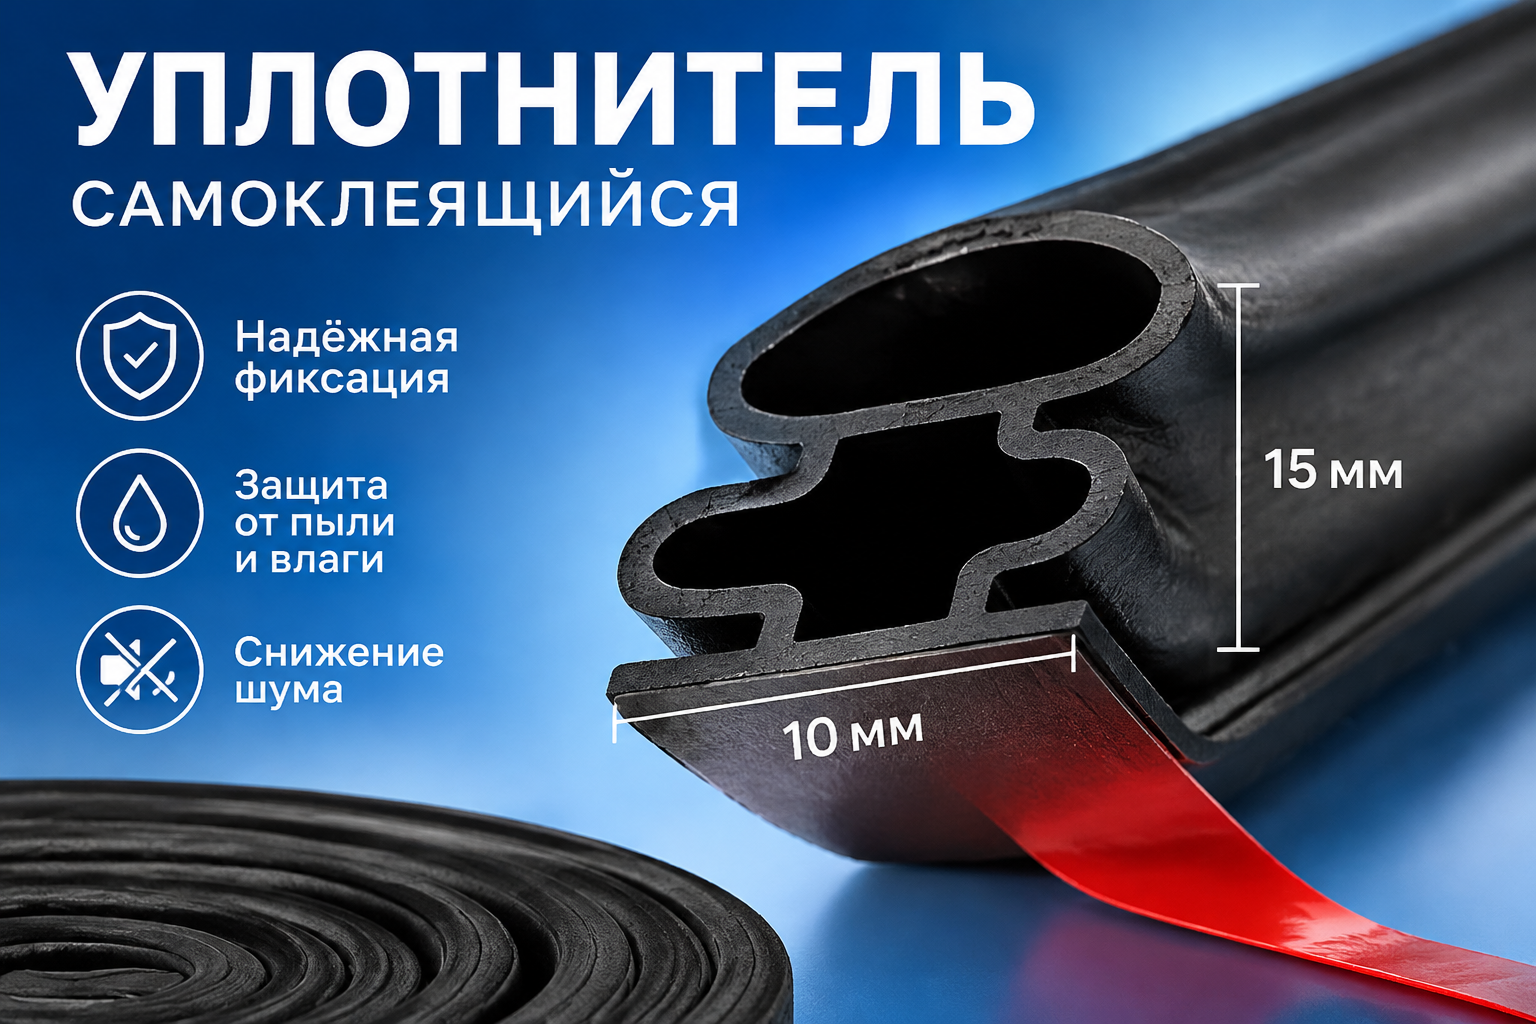 УПЛОТНИТЕЛЬ
САМОКЛЕЯЩИЙСЯ
Надёжная
фиксация
Защита
от пыли
и влаги
Снижение
шума
15 мм
10 мм